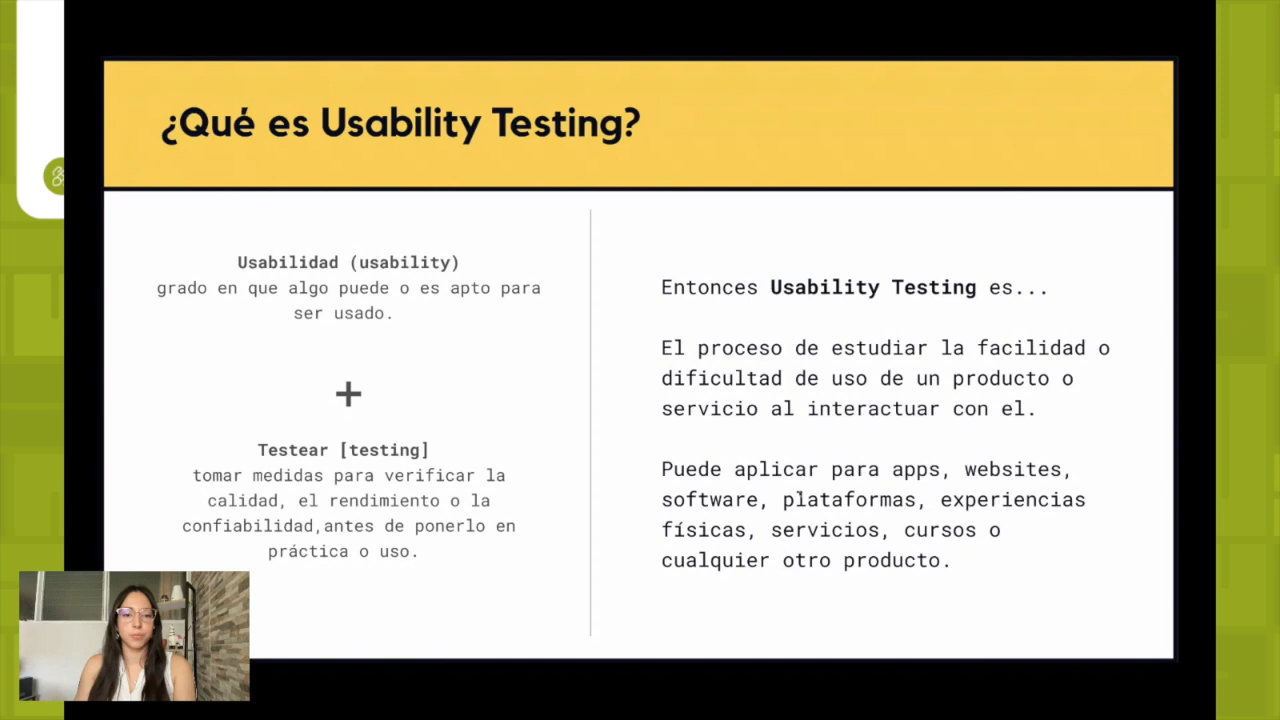 ¿Qué es Usability Testing?
Usabilidad (usability)
grado en que algo puede o es apto para
ser usado.
+
Testear [testing]
tomar medidas para verificar la
calidad, el rendimiento o la
confiabilidad,antes de ponerlo en
práctica o uso.
Entonces Usability Testing es...
El proceso de estudiar la facilidad o
dificultad de uso de un producto o
servicio al interactuar con el.
Puede aplicar para apps, websites,
software, plataformas, experiencias
físicas, servicios, cursos o
cualquier otro producto.